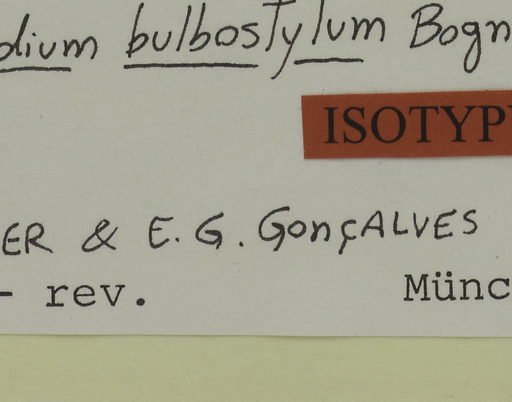 dium bulbostylum Bogn
ISOTYP
ER & E. G. GonçALVES
- rev. Münc